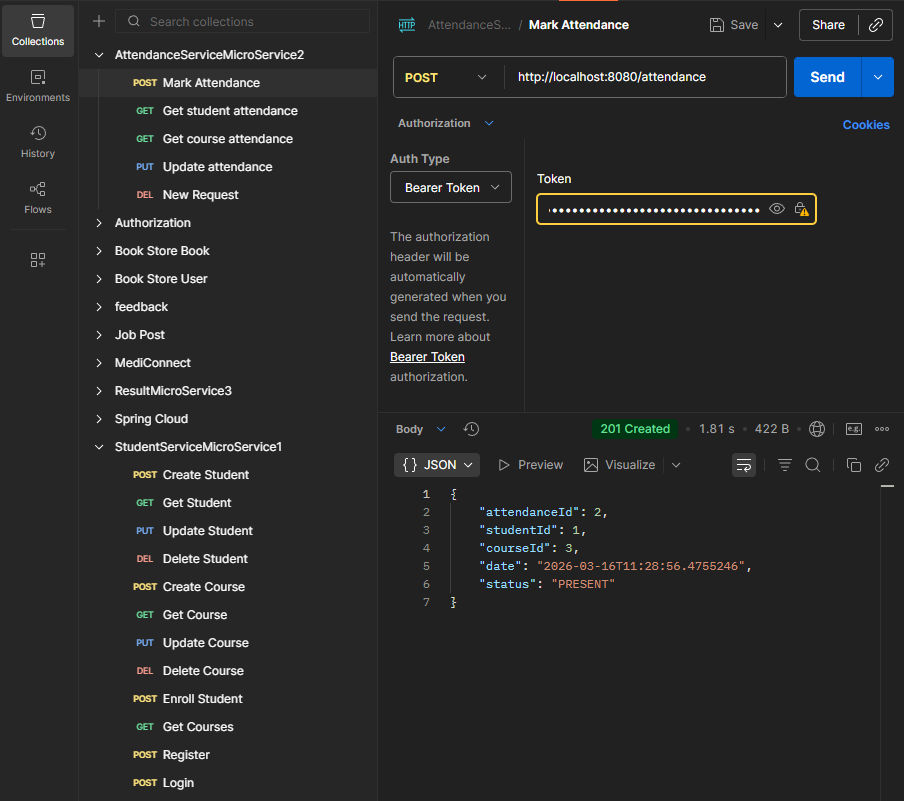 Collections
Environments
History
Flows
Search collections
AttendanceServiceMicroService2
POST Mark Attendance
GET Get student attendance
GET Get course attendance
PUT Update attendance
DEL New Request
Authorization
Book Store Book
Book Store User
feedback
Job Post
MediConnect
ResultMicroService3
Spring Cloud
StudentServiceMicroService1
POST Create Student
GET Get Student
PUT Update Student
DEL Delete Student
POST Create Course
GET Get Course
PUT Update Course
DEL Delete Course
POST Enroll Student
GET Get Courses
POST Register
POST Login
HTTP AttendanceS... / Mark Attendance Save Share
POST http://localhost:8080/attendance Send
Authorization Cookies
Auth Type
Bearer Token
The authorization
header will be
automatically
generated when you
send the request.
Learn more about
Bearer Token
authorization.
Token
Body 201 Created • 1.81 s • 422 B e.g.
{} JSON Preview Visualize
1 {
2 "attendanceId": 2,
3 "studentId": 1,
4 "courseId": 3,
5 "date": "2026-03-16T11:28:56.4755246",
6 "status": "PRESENT"
7 }